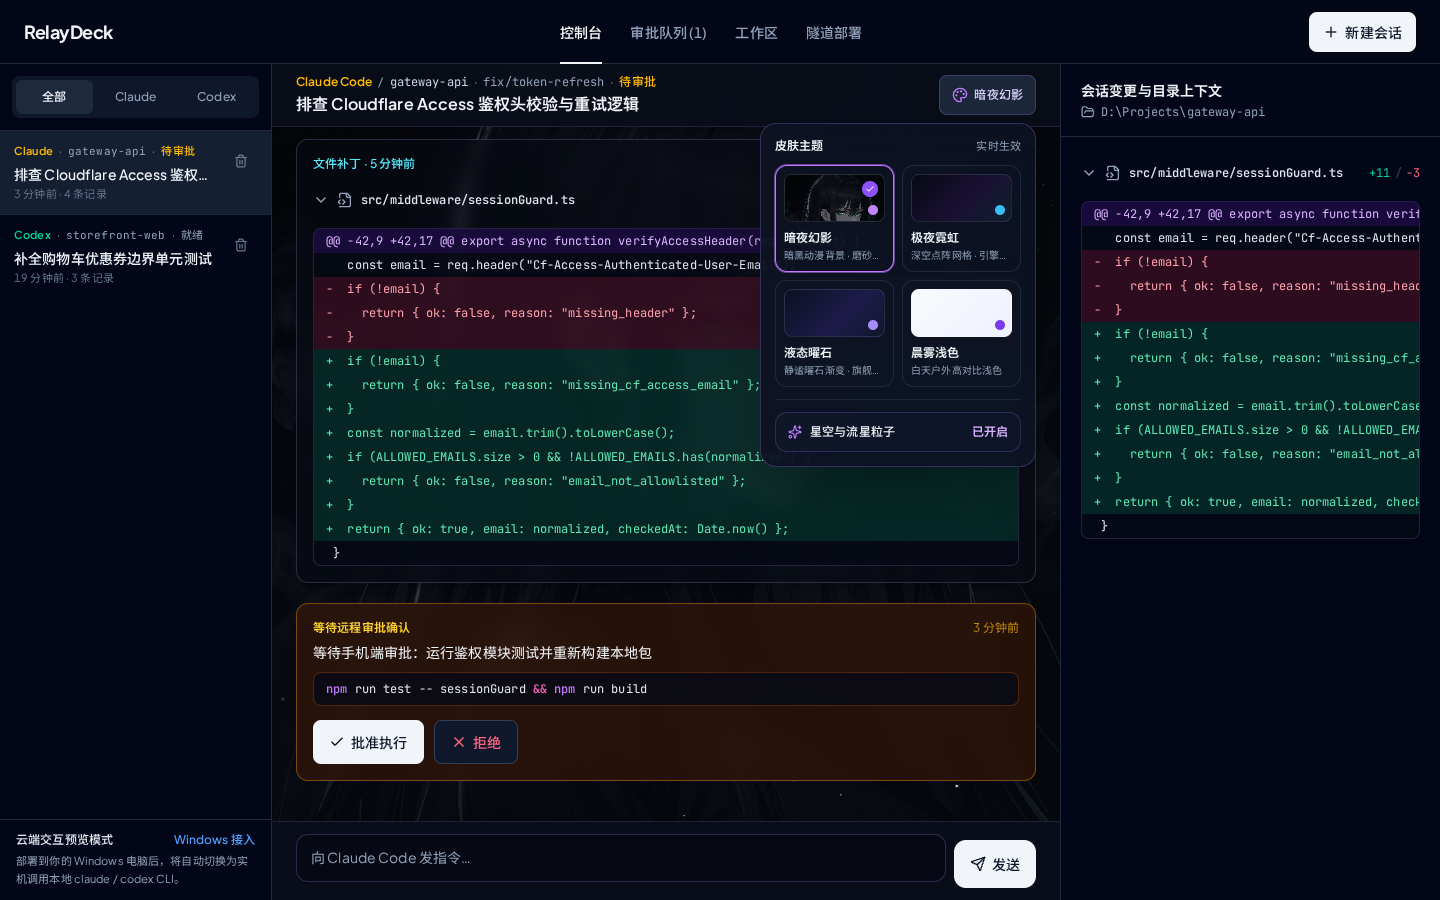 RelayDeck
控制台
审批队列 (1)
工作区
隧道部署
新建会话
全部
Claude
Codex
Claude · gateway-api · 待审批
排查 Cloudflare Access 鉴权...
3 分钟前 · 4 条记录
Codex · storefront-web · 就绪
补全购物车优惠券边界单元测试
19 分钟前 · 3 条记录
云端交互预览模式
Windows 接入
部署到你的 Windows 电脑后，将自动切换为实
机调用本地 claude / codex CLI。
Claude Code / gateway-api · fix/token-refresh · 待审批
排查 Cloudflare Access 鉴权头校验与重试逻辑
暗夜幻影
文件补丁 · 5 分钟前
src/middleware/sessionGuard.ts
@@ -42,9 +42,17 @@ export async function verifyAccessHeader(r
const email = req.header("Cf-Access-Authenticated-User-Ema
- if (!email) {
- return { ok: false, reason: "missing_header" };
- }
+ if (!email) {
+ return { ok: false, reason: "missing_cf_access_email" };
+ }
+ const normalized = email.trim().toLowerCase();
+ if (ALLOWED_EMAILS.size > 0 && !ALLOWED_EMAILS.has(normalized)) {
+ return { ok: false, reason: "email_not_allowlisted" };
+ }
+ return { ok: true, email: normalized, checkedAt: Date.now() };
}
皮肤主题
实时生效
暗夜幻影
暗黑动漫背景 · 磨砂...
极夜霓虹
深空点阵网格 · 引擎...
液态曜石
静谧曜石渐变 · 旗舰...
晨雾浅色
白天户外高对比浅色
星空与流星粒子
已开启
等待远程审批确认
3 分钟前
等待手机端审批：运行鉴权模块测试并重新构建本地包
npm run test -- sessionGuard && npm run build
批准执行
拒绝
向 Claude Code 发指令...
发送
会话变更与目录上下文
D:\Projects\gateway-api
src/middleware/sessionGuard.ts
+11 / -3
@@ -42,9 +42,17 @@ export async function verif
const email = req.header("Cf-Access-Authent
- if (!email) {
- return { ok: false, reason: "missing_head
- }
+ if (!email) {
+ return { ok: false, reason: "missing_cf_a
+ }
+ const normalized = email.trim().toLowerCase
+ if (ALLOWED_EMAILS.size > 0 && !ALLOWED_EMA
+ return { ok: false, reason: "email_not_al
+ }
+ return { ok: true, email: normalized, check
}